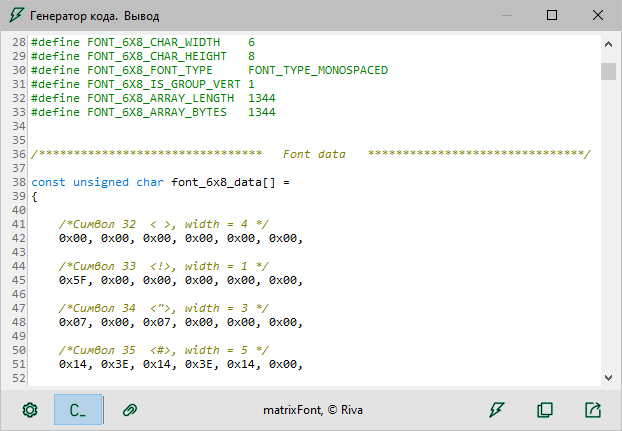 Генератор кода. Вывод
28 #define FONT_6X8_CHAR_WIDTH    6
29 #define FONT_6X8_CHAR_HEIGHT   8
30 #define FONT_6X8_FONT_TYPE     FONT_TYPE_MONOSPACED
31 #define FONT_6X8_IS_GROUP_VERT 1
32 #define FONT_6X8_ARRAY_LENGTH  1344
33 #define FONT_6X8_ARRAY_BYTES   1344
34
35
36 /********************************   Font data   *******************************/
37
38 const unsigned char font_6x8_data[] =
39 {
40
41     /*Символ 32  < >, width = 4 */
42     0x00, 0x00, 0x00, 0x00, 0x00, 0x00,
43
44     /*Символ 33  <!>, width = 1 */
45     0x5F, 0x00, 0x00, 0x00, 0x00, 0x00,
46
47     /*Символ 34  <">, width = 3 */
48     0x07, 0x00, 0x07, 0x00, 0x00, 0x00,
49
50     /*Символ 35  <#>, width = 5 */
51     0x14, 0x3E, 0x14, 0x3E, 0x14, 0x00,
52
C_
matrixFont, © Riva